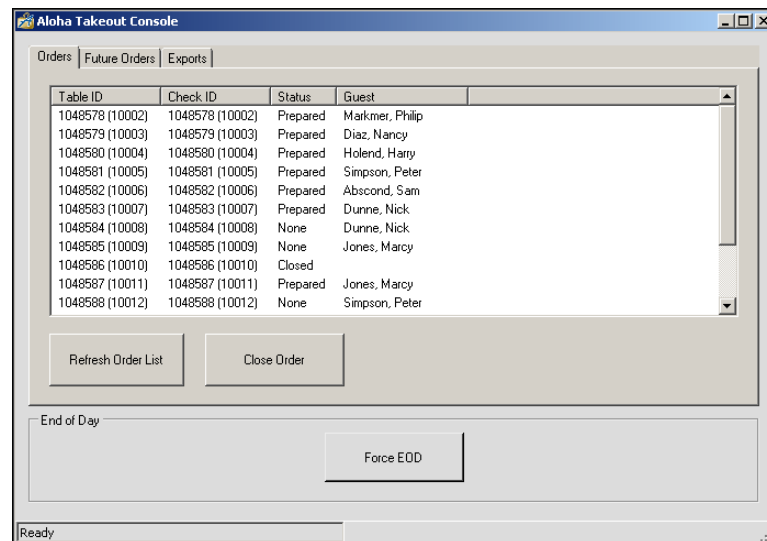 Aloha Takeout Console
Orders Future Orders Exports
Table ID Check ID Status Guest
1048578 (10002) 1048578 (10002) Prepared Markmer, Philip
1048579 (10003) 1048579 (10003) Prepared Diaz, Nancy
1048580 (10004) 1048580 (10004) Prepared Holend, Harry
1048581 (10005) 1048581 (10005) Prepared Simpson, Peter
1048582 (10006) 1048582 (10006) Prepared Abscond, Sam
1048583 (10007) 1048583 (10007) Prepared Dunne, Nick
1048584 (10008) 1048584 (10008) None Dunne, Nick
1048585 (10009) 1048585 (10009) None Jones, Marcy
1048586 (10010) 1048586 (10010) Closed
1048587 (10011) 1048587 (10011) Prepared Jones, Marcy
1048588 (10012) 1048588 (10012) None Simpson, Peter
Refresh Order List Close Order
End of Day
Force EOD
Ready